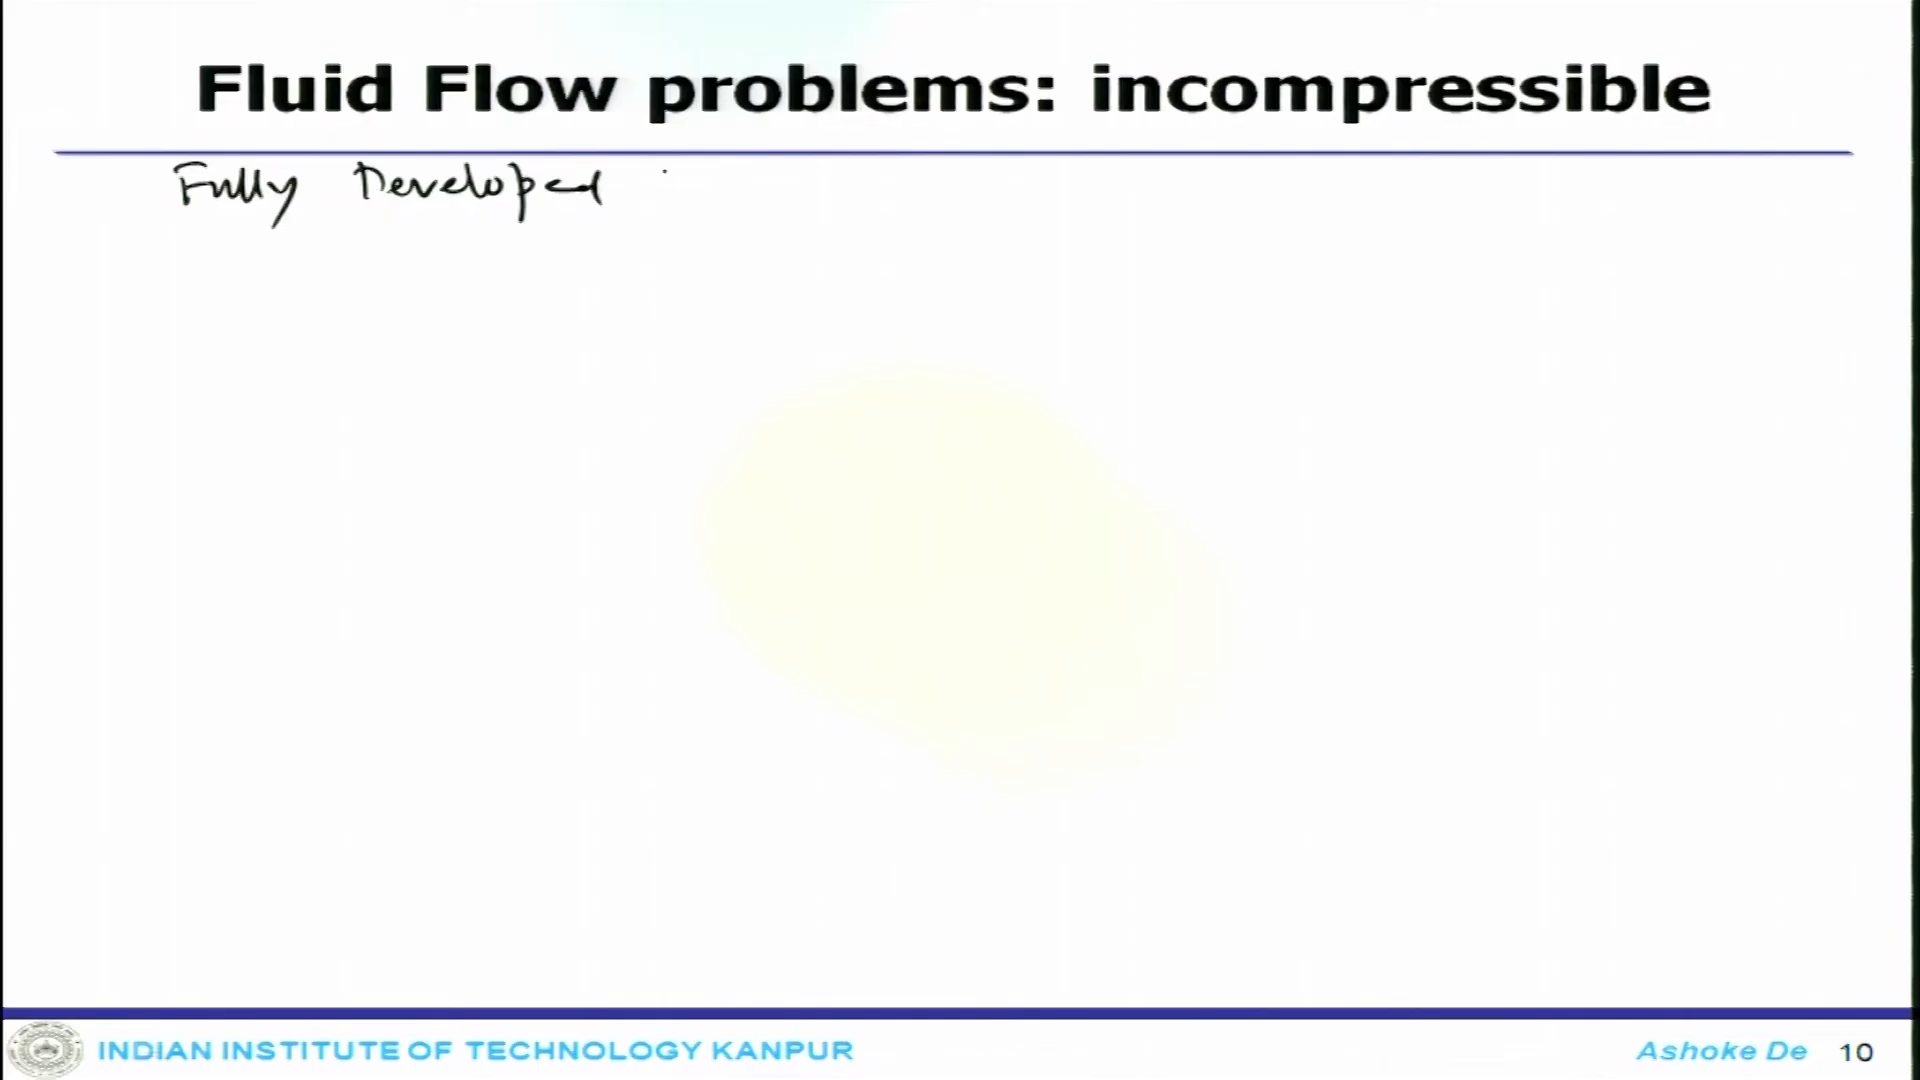 Fluid Flow problems: incompressible
Fully Developed
INDIAN INSTITUTE OF TECHNOLOGY KANPUR
Ashoke De 10